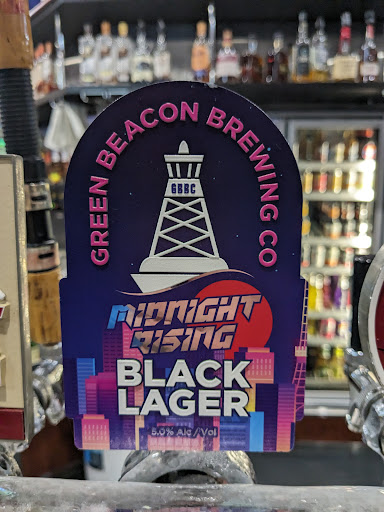 GREEN BEACON BREWING CO
GBBC
MIDNIGHT
RISING
BLACK
LAGER
5.0% Alc/Vol